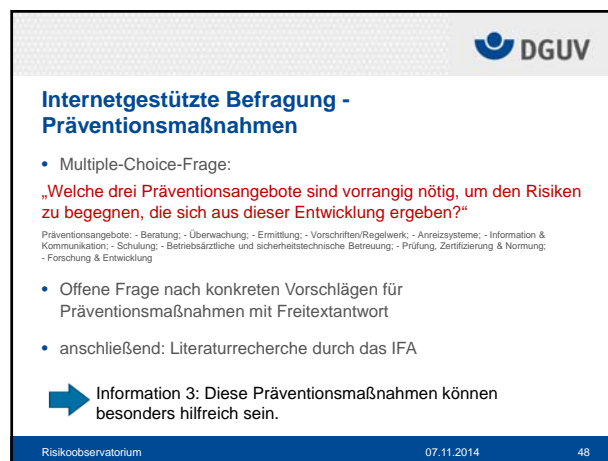 DGUV
Internetgestützte Befragung -
Präventionsmaßnahmen
• Multiple-Choice-Frage:
„Welche drei Präventionsangebote sind vorrangig nötig, um den Risiken
zu begegnen, die sich aus dieser Entwicklung ergeben?“
Präventionsangebote: - Beratung; - Überwachung; - Ermittlung; - Vorschriften/Regelwerk; - Anreizsysteme; - Information &
Kommunikation; - Schulung; - Betriebsärztliche und sicherheitstechnische Betreuung; - Prüfung, Zertifizierung & Normung;
- Forschung & Entwicklung
• Offene Frage nach konkreten Vorschlägen für
Präventionsmaßnahmen mit Freitextantwort
• anschließend: Literaturrecherche durch das IFA
Information 3: Diese Präventionsmaßnahmen können
besonders hilfreich sein.
Risikoobservatorium 07.11.2014 48